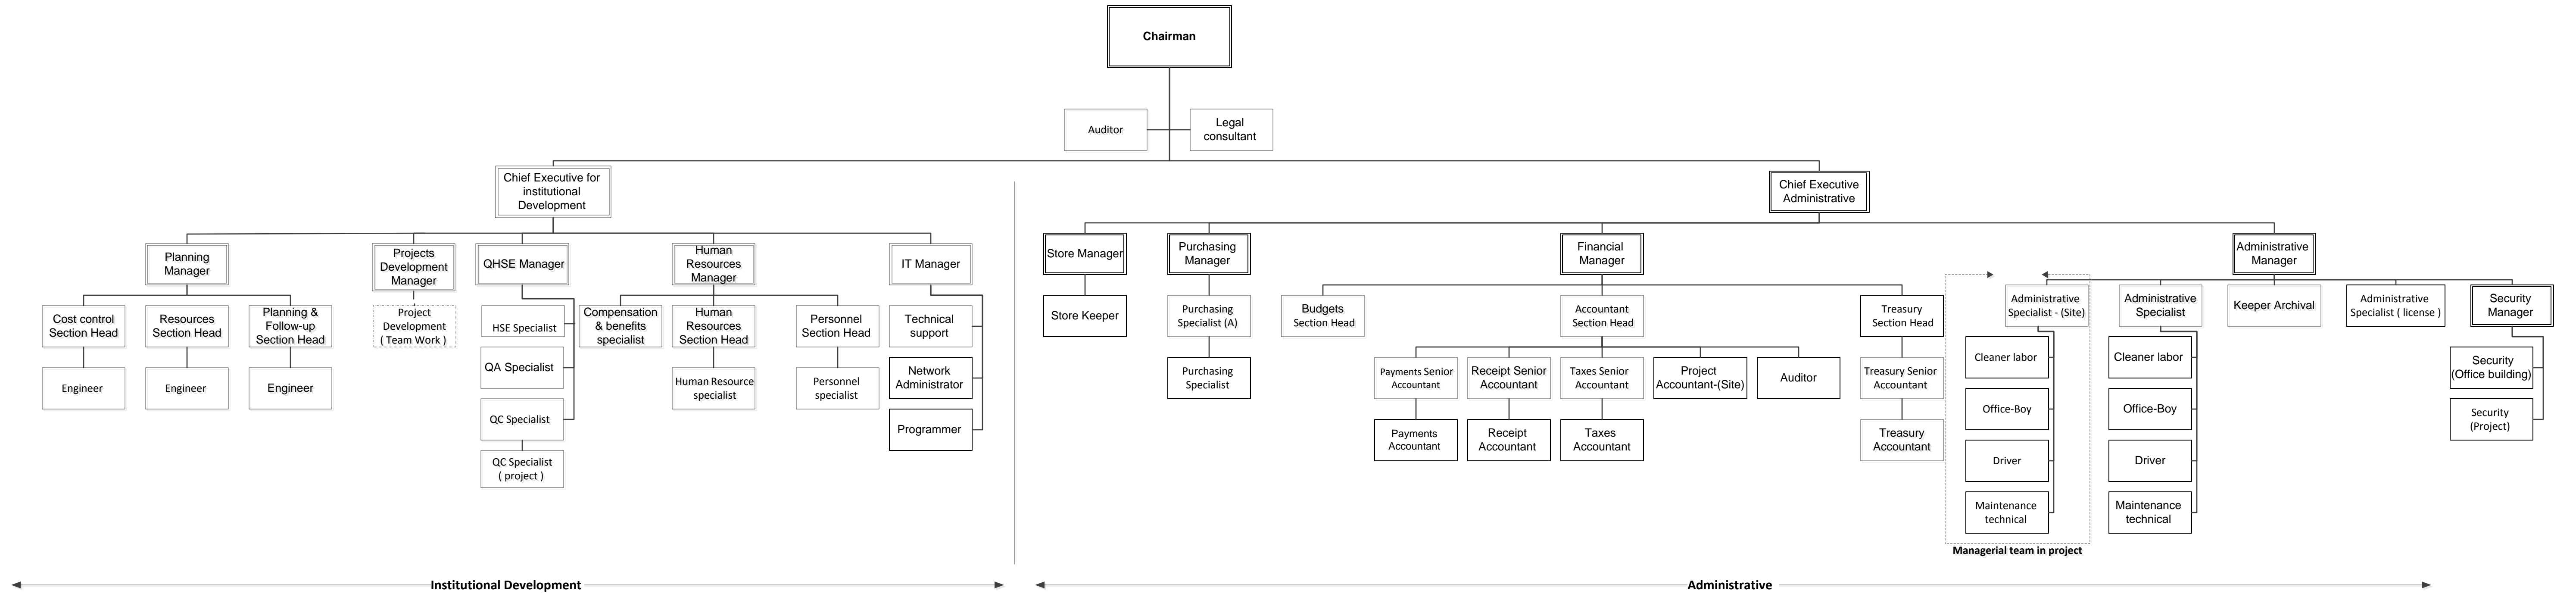 Chairman
Auditor
Legal
consultant
Chief Executive for
institutional
Development
Chief Executive
Administrative
Planning
Manager
Projects
Development
Manager
QHSE Manager
Human
Resources
Manager
IT Manager
Store Manager
Purchasing
Manager
Financial
Manager
Administrative
Manager
Cost control
Section Head
Resources
Section Head
Planning &
Follow-up
Section Head
Project
Development
( Team Work )
HSE Specialist
Compensation
& benefits
specialist
Human
Resources
Section Head
Personnel
Section Head
Technical
support
Store Keeper
Purchasing
Specialist (A)
Budgets
Section Head
Accountant
Section Head
Treasury
Section Head
Administrative
Specialist - (Site)
Administrative
Specialist
Keeper Archival
Administrative
Specialist ( license )
Security
Manager
Engineer
Engineer
Engineer
QA Specialist
Human Resource
specialist
Personnel
specialist
Network
Administrator
Purchasing
Specialist
Payments Senior
Accountant
Receipt Senior
Accountant
Taxes Senior
Accountant
Project
Accountant-(Site)
Auditor
Treasury Senior
Accountant
Cleaner labor
Cleaner labor
Security
(Office building)
QC Specialist
Programmer
Payments
Accountant
Receipt
Accountant
Taxes
Accountant
Treasury
Accountant
Office-Boy
Office-Boy
Security
(Project)
QC Specialist
( project )
Driver
Driver
Maintenance
technical
Maintenance
technical
Managerial team in project
Institutional Development
Administrative